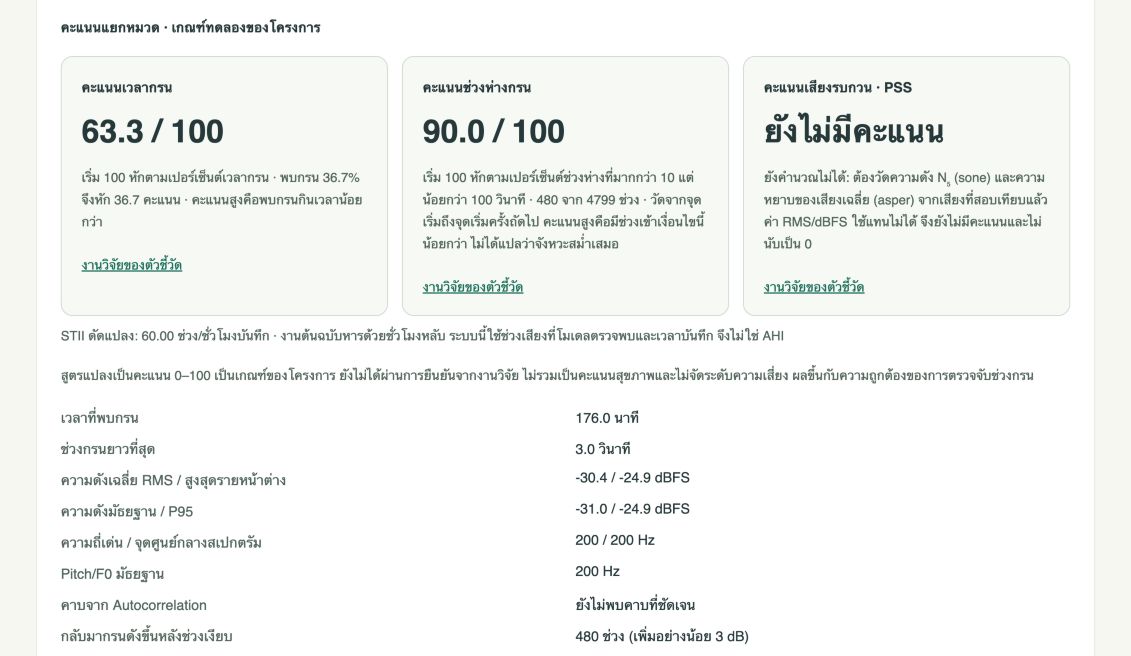 คะแนนแยกหมวด · เกณฑ์ทดลองของโครงการ
คะแนนเวลากรน
63.3 / 100
เริ่ม 100 หักตามเปอร์เซ็นต์เวลากรน · พบกรน 36.7%
จึงหัก 36.7 คะแนน · คะแนนสูงคือพบกรนกินเวลาน้อย
กว่า
งานวิจัยของตัวชี้วัด
คะแนนช่วงห่างกรน
90.0 / 100
เริ่ม 100 หักตามเปอร์เซ็นต์ช่วงห่างที่มากกว่า 10 แต่
น้อยกว่า 100 วินาที · 480 จาก 4799 ช่วง · วัดจากจุด
เริ่มถึงจุดเริ่มครั้งถัดไป คะแนนสูงคือมีช่วงเข้าเงื่อนไขนี้
น้อยกว่า ไม่ได้แปลว่าจังหวะสม่ำเสมอ
งานวิจัยของตัวชี้วัด
คะแนนเสียงรบกวน · PSS
ยังไม่มีคะแนน
ยังคำนวณไม่ได้: ต้องวัดความดัง N₅ (sone) และความ
หยาบของเสียงเฉลี่ย (asper) จากเสียงที่สอบเทียบแล้ว
ค่า RMS/dBFS ใช้แทนไม่ได้ จึงยังไม่มีคะแนนและไม่
นับเป็น 0
งานวิจัยของตัวชี้วัด
STII ดัดแปลง: 60.00 ช่วง/ชั่วโมงบันทึก · งานต้นฉบับหารด้วยชั่วโมงหลับ ระบบนี้ใช้ช่วงเสียงที่โมเดลตรวจพบและเวลาบันทึก จึงไม่ใช่ AHI
สูตรแปลงเป็นคะแนน 0–100 เป็นเกณฑ์ของโครงการ ยังไม่ได้ผ่านการยืนยันจากงานวิจัย ไม่รวมเป็นคะแนนสุขภาพและไม่จัดระดับความเสี่ยง ผลขึ้นกับความถูกต้องของการตรวจจับช่วงกรน
เวลาที่พบกรน 176.0 นาที
ช่วงกรนยาวที่สุด 3.0 วินาที
ความดังเฉลี่ย RMS / สูงสุดรายหน้าต่าง -30.4 / -24.9 dBFS
ความดังมัธยฐาน / P95 -31.0 / -24.9 dBFS
ความถี่เด่น / จุดศูนย์กลางสเปกตรัม 200 / 200 Hz
Pitch/F0 มัธยฐาน 200 Hz
คาบจาก Autocorrelation ยังไม่พบคาบที่ชัดเจน
กลับมากรนดังขึ้นหลังช่วงเงียบ 480 ช่วง (เพิ่มอย่างน้อย 3 dB)